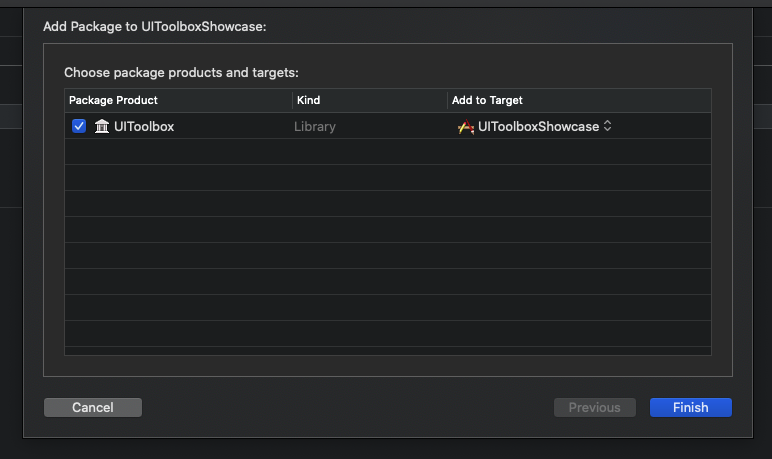 Add Package to UIToolboxShowcase:
Choose package products and targets:
Package Product Kind Add to Target
UIToolbox Library UIToolboxShowcase
Cancel Previous Finish